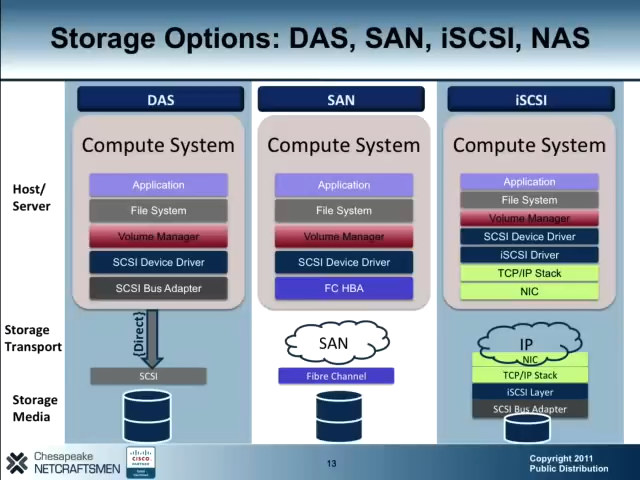 Storage Options: DAS, SAN, iSCSI, NAS
DAS
SAN
iSCSI
Host/
Server
Compute System
Application
File System
Volume Manager
SCSI Device Driver
SCSI Bus Adapter
Compute System
Application
File System
Volume Manager
SCSI Device Driver
FC HBA
Compute System
Application
File System
Volume Manager
SCSI Device Driver
iSCSI Driver
TCP/IP Stack
NIC
Storage
Transport
{Direct}
SCSI
SAN
Fibre Channel
IP
NIC
TCP/IP Stack
iSCSI Layer
SCSI Bus Adapter
Storage
Media
Chesapeake
NETCRAFTSMEN
CISCO
PARTNER
13
Copyright 2011
Public Distribution